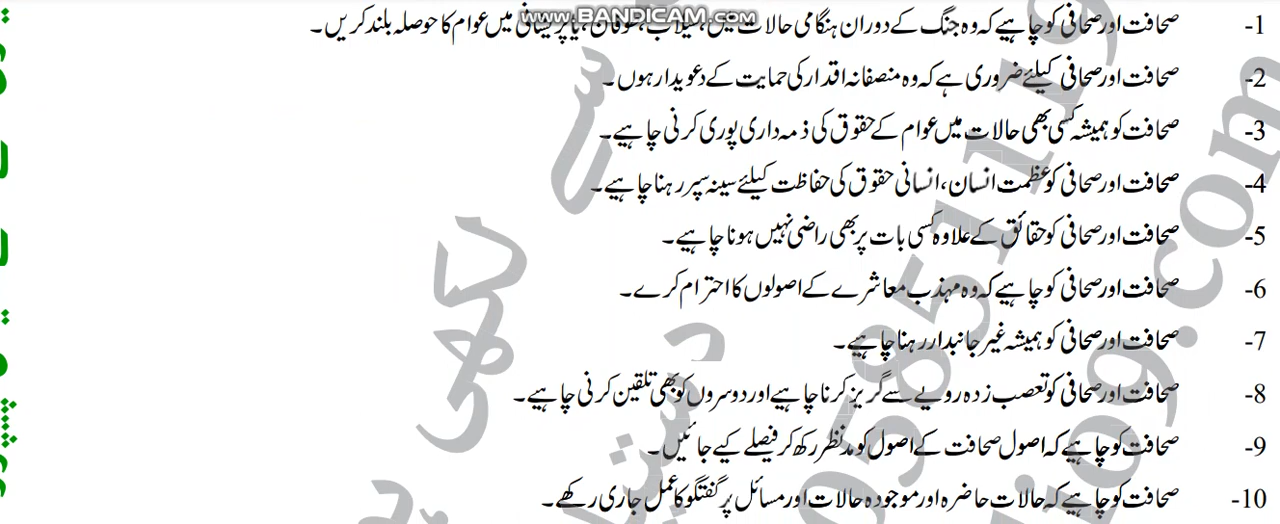 www.BANDICAM.com
1- صحافت اور صحافی کو چاہیے کہ وہ جنگ کے دوران ہنگامی حالات میں، سیلاب، طوفان، یا پریشانی میں عوام کا حوصلہ بلند کریں۔
2- صحافت اور صحافی کیلئے ضروری ہے کہ وہ منصفانہ اقدار کی حمایت کے دعویدار ہوں۔
3- صحافت کو ہمیشہ کسی بھی حالات میں عوام کے حقوق کی ذمہ داری پوری کرنی چاہیے۔
4- صحافت اور صحافی کو عظمت انسان، انسانی حقوق کی حفاظت کیلئے سینہ سپر رہنا چاہیے۔
5- صحافت اور صحافی کو حقائق کے علاوہ کسی بات پر بھی راضی نہیں ہونا چاہیے۔
6- صحافت اور صحافی کو چاہیے کہ وہ مہذب معاشرے کے اصولوں کا احترام کرے۔
7- صحافت اور صحافی کو ہمیشہ غیر جانبدار رہنا چاہیے۔
8- صحافت اور صحافی کو تعصب زدہ رویے سے گریز کرنا چاہیے اور دوسروں کو بھی تلقین کرنی چاہیے۔
9- صحافت کو چاہیے کہ اصول صحافت کے اصول کو مدنظر رکھ کر فیصلے کیے جائیں۔
10- صحافت کو چاہیے کہ حالات حاضرہ اور موجودہ حالات اور مسائل پر گفتگو کا عمل جاری رکھے۔